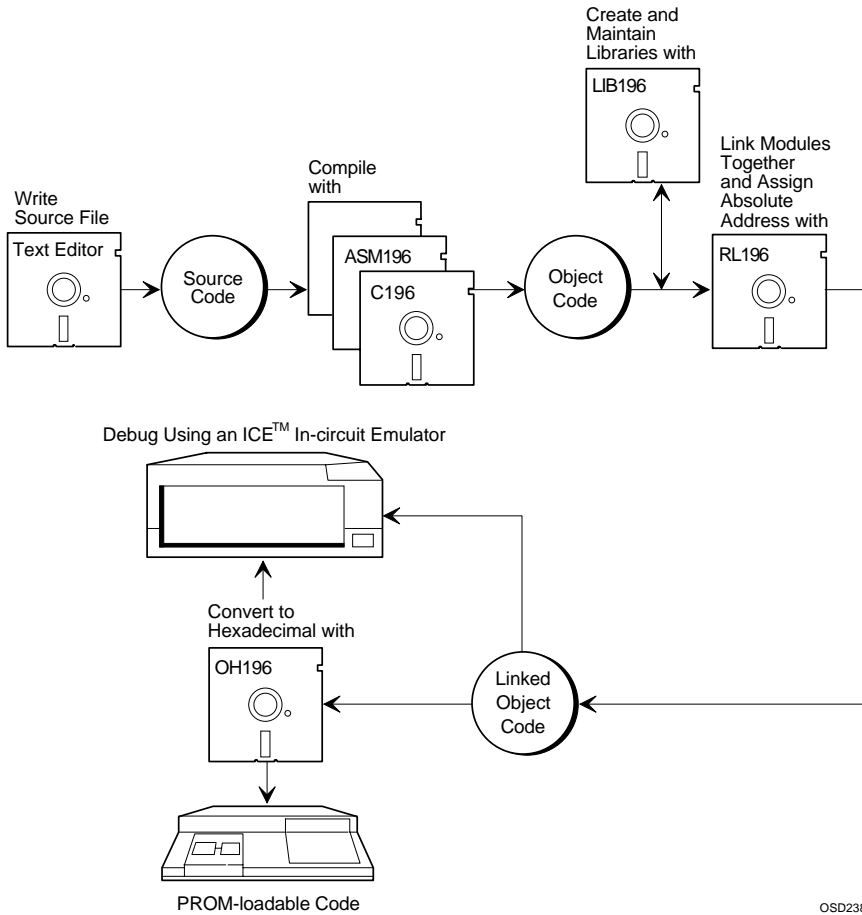 Create and
Maintain
Libraries with
LIB196
Link Modules
Together
and Assign
Absolute
Address with
RL196
Compile
with
ASM196
C196
Write
Source File
Text Editor
Source
Code
Object
Code
Debug Using an ICE™ In-circuit Emulator
Convert to
Hexadecimal with
OH196
Linked
Object
Code
PROM-loadable Code